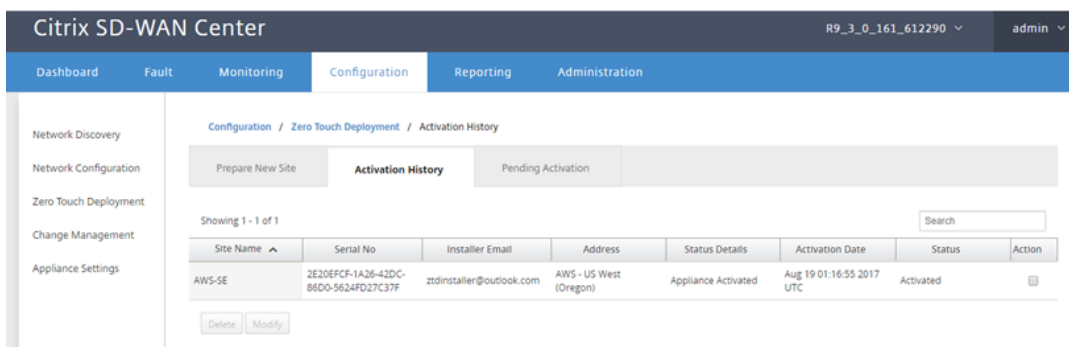 Citrix SD-WAN Center
R9_3_0_161_612290
admin
Dashboard Fault Monitoring Configuration Reporting Administration
Network Discovery
Network Configuration
Zero Touch Deployment
Change Management
Appliance Settings
Configuration / Zero Touch Deployment / Activation History
Prepare New Site Activation History Pending Activation
Showing 1 - 1 of 1
Search
Site Name Serial No Installer Email Address Status Details Activation Date Status Action
AWS-SE
2E20EFCF-1A26-42DC-
86D0-5624FD27C37F
ztdinstaller@outlook.com
AWS - US West
(Oregon)
Appliance Activated
Aug 19 01:16:55 2017
UTC
Activated
Delete Modify